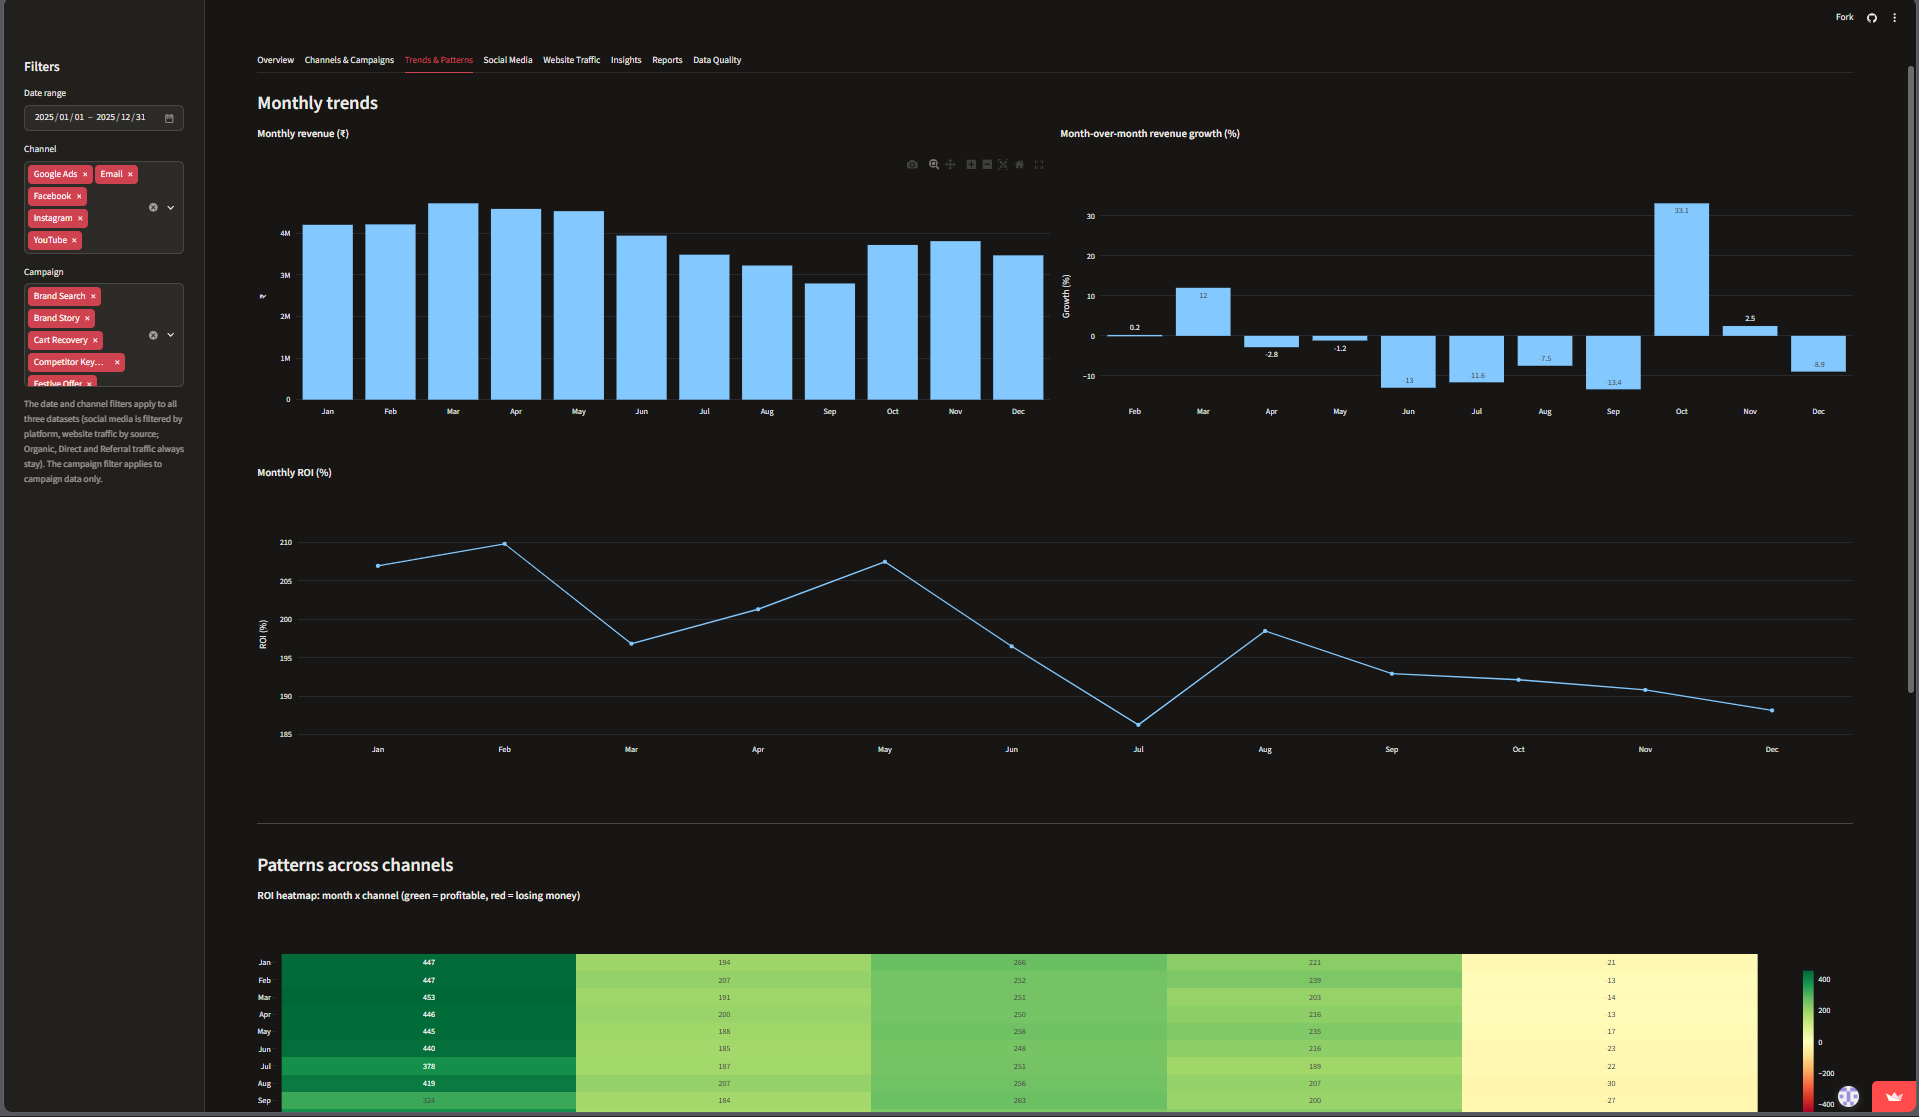 Fork
Filters
Date range
2025/01/01 – 2025/12/31
Channel
Google Ads × Email ×
Facebook ×
Instagram ×
YouTube ×
Campaign
Brand Search ×
Brand Story ×
Cart Recovery ×
Competitor Key... ×
Festive Offer ×
The date and channel filters apply to all
three datasets (social media is filtered by
platform, website traffic by source;
Organic, Direct and Referral traffic always
stay). The campaign filter applies to
campaign data only.
Overview Channels & Campaigns Trends & Patterns Social Media Website Traffic Insights Reports Data Quality
Monthly trends
Monthly revenue (₹)
4M
3M
2M
1M
0
₹
Jan Feb Mar Apr May Jun Jul Aug Sep Oct Nov Dec
Month-over-month revenue growth (%)
30
20
10
0
−10
Growth (%)
0.2 12 -2.8 -1.2 -13 -11.6 -7.5 -13.4 33.1 2.5 -8.9
Feb Mar Apr May Jun Jul Aug Sep Oct Nov Dec
Monthly ROI (%)
210
205
200
195
190
185
ROI (%)
Jan Feb Mar Apr May Jun Jul Aug Sep Oct Nov Dec
Patterns across channels
ROI heatmap: month x channel (green = profitable, red = losing money)
Jan 447 194 266 221
Feb 447 207 252 239
Mar 453 191 251 203
Apr 446 200 250 216
May 445 188 258 235
Jun 440 185 248 216
Jul 378 187 251 189
Aug 419 207 256 207
Sep 324 184 263 200
400
200
0
−200
−400